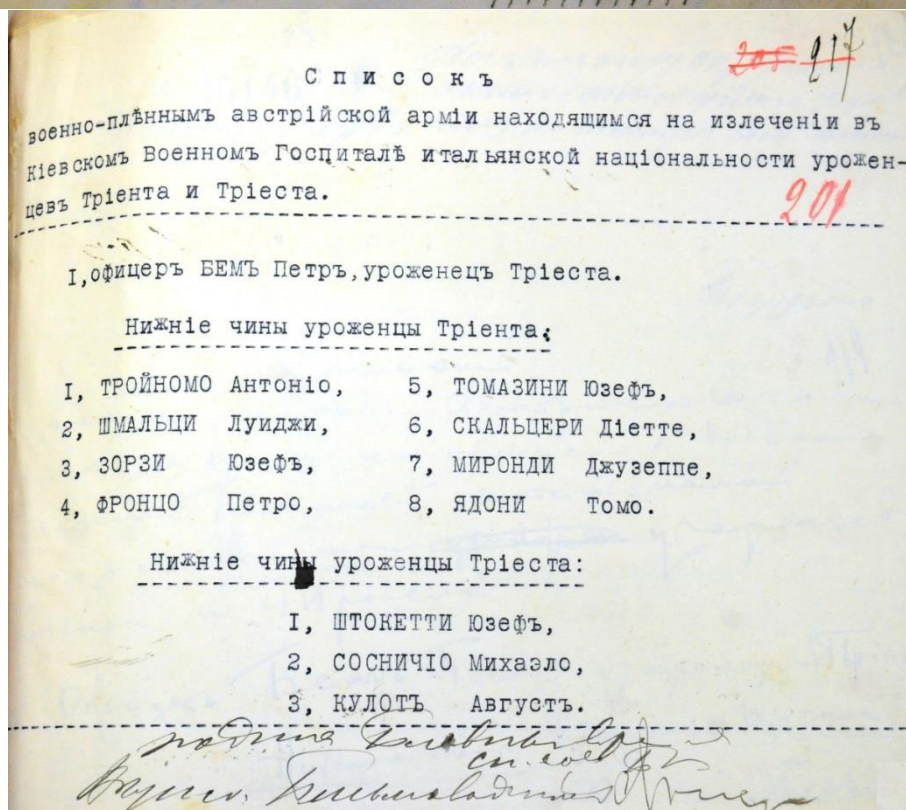 205 217
Списокъ
военно-плѣннымъ австрійской арміи находящимся на излеченіи въ
Кіевскомъ Военномъ Госпиталѣ итальянской національности урожен-
цевъ Тріента и Тріеста.
201
I,офицеръ БЕМЪ Петръ,уроженецъ Тріеста.
Нижніе чины уроженцы Тріента:
I, ТРОЙНОМО Антоніо, 5, ТОМАЗИНИ Юзефъ,
2, ШМАЛЬЦИ Луиджи, 6, СКАЛЬЦЕРИ Діетте,
3, ЗОРЗИ Юзефъ, 7, МИРОНДИ Джузеппе,
4, ФРОНЦО Петро, 8, ЯДОНИ Томо.
Нижніе чины уроженцы Тріеста:
I, ШТОКЕТТИ Юзефъ,
2, СОСНИЧІО Михаэло,
3, КУЛОТЪ Августъ.